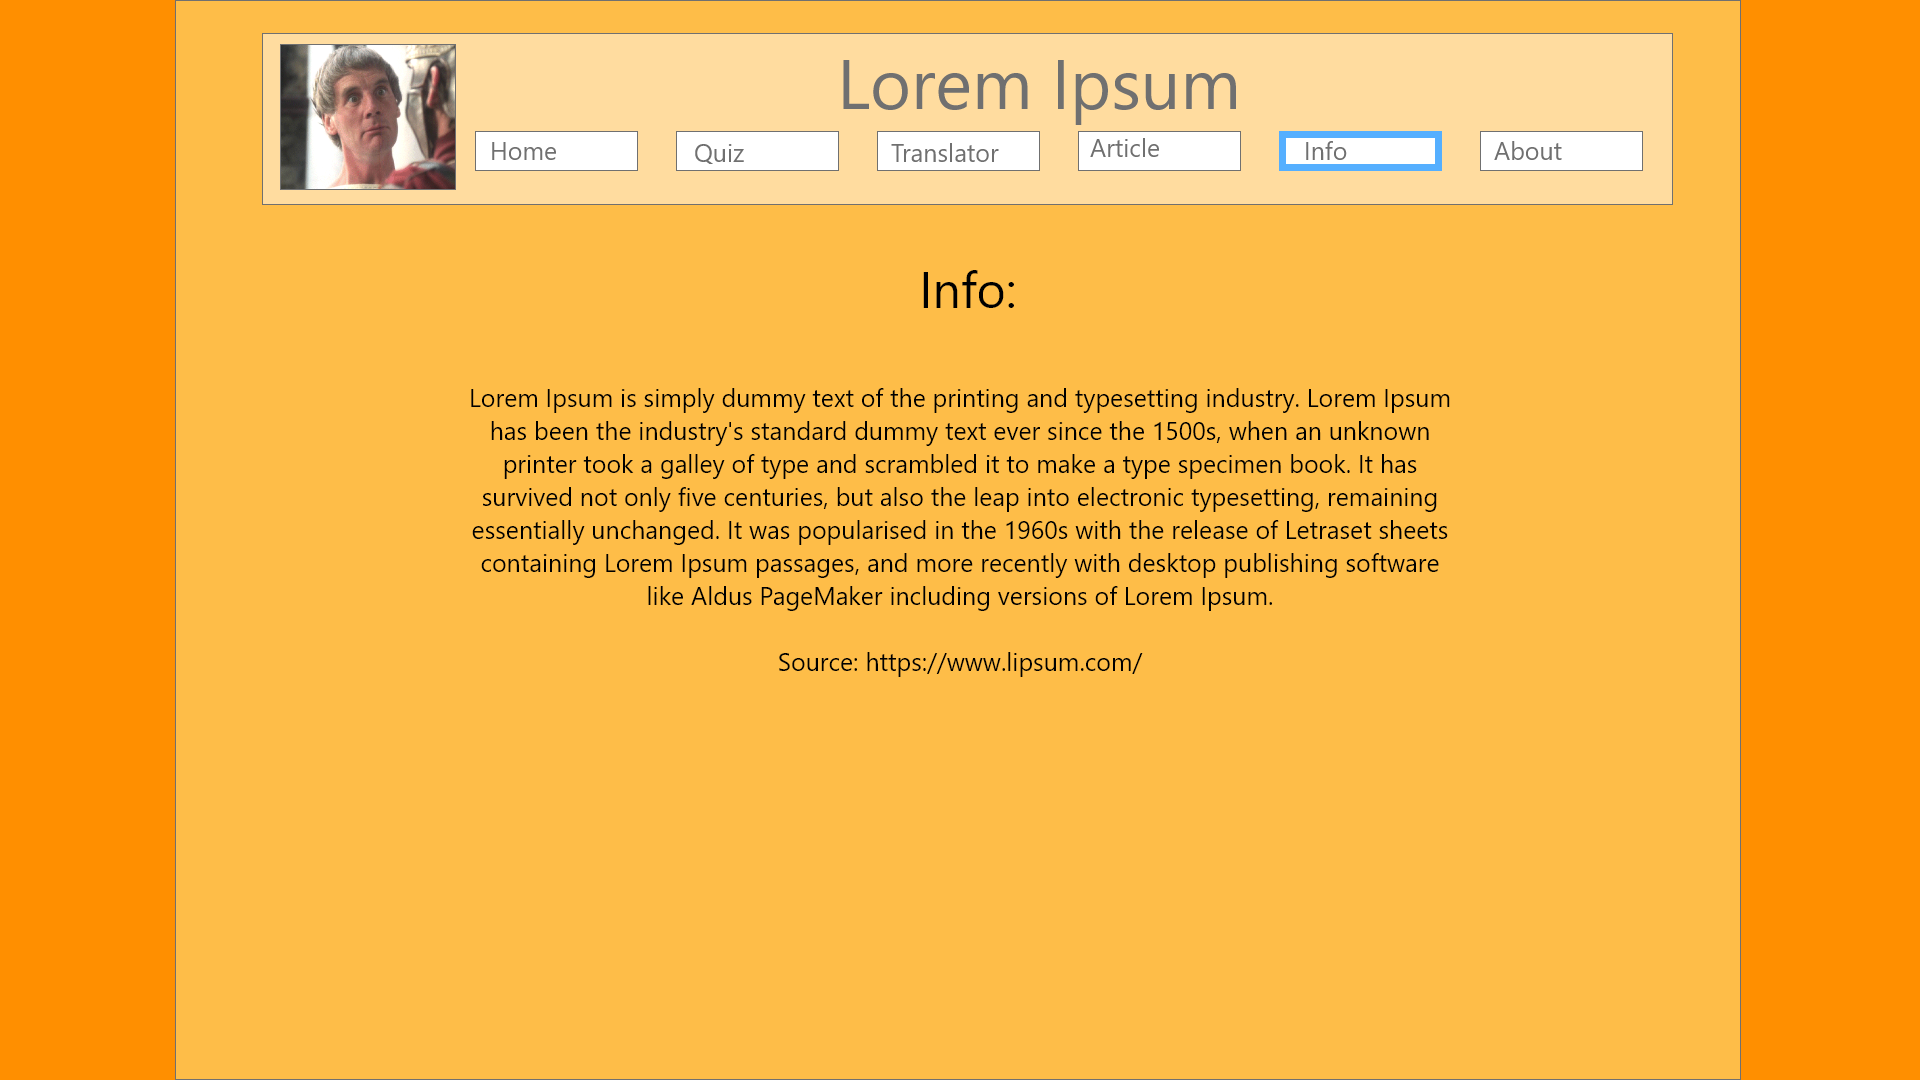 Lorem Ipsum
Home
Quiz
Translator
Article
Info
About
Info:
Lorem Ipsum is simply dummy text of the printing and typesetting industry. Lorem Ipsum
has been the industry's standard dummy text ever since the 1500s, when an unknown
printer took a galley of type and scrambled it to make a type specimen book. It has
survived not only five centuries, but also the leap into electronic typesetting, remaining
essentially unchanged. It was popularised in the 1960s with the release of Letraset sheets
containing Lorem Ipsum passages, and more recently with desktop publishing software
like Aldus PageMaker including versions of Lorem Ipsum.
Source: https://www.lipsum.com/